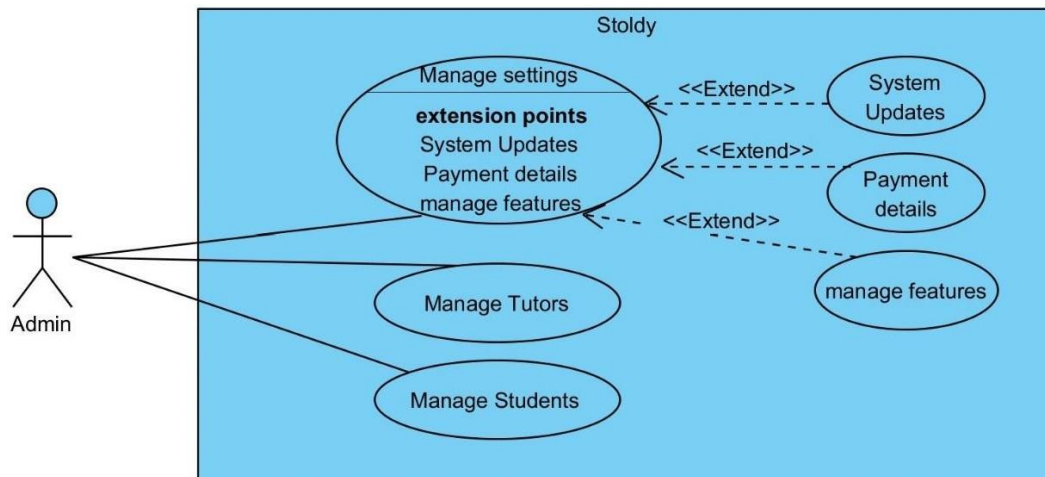 Stoldy
Manage settings
extension points
System Updates
Payment details
manage features
<<Extend>>
System
Updates
<<Extend>>
Payment
details
<<Extend>>
manage features
Admin
Manage Tutors
Manage Students